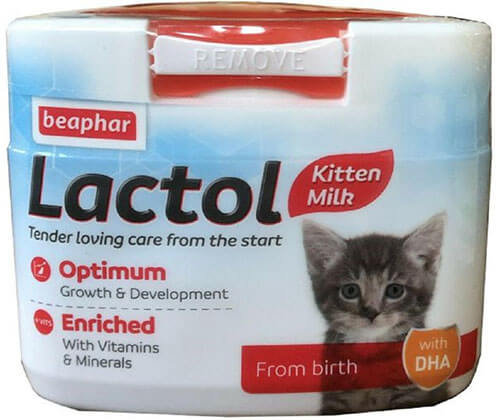 REMOVE
beaphar
Lactol
Kitten
Milk
Tender loving care from the start
Optimum
Growth & Development
+VITS
Enriched
With Vitamins
& Minerals
From birth
with
DHA